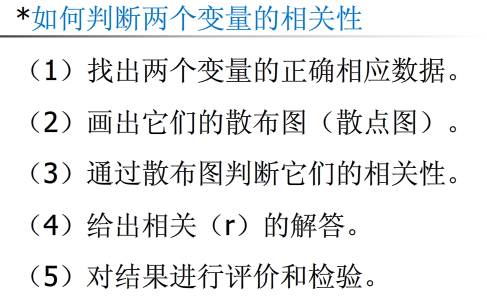 *如何判断两个变量的相关性
（1）找出两个变量的正确相应数据。
（2）画出它们的散布图（散点图）。
（3）通过散布图判断它们的相关性。
（4）给出相关（r）的解答。
（5）对结果进行评价和检验。